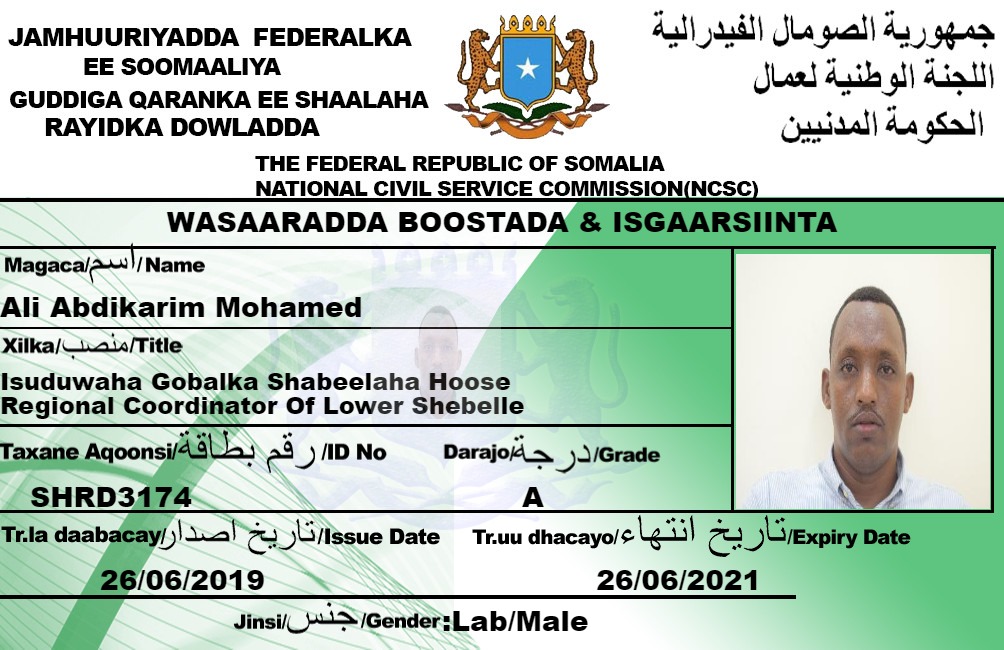 JAMHUURIYADDA FEDERALKA
EE SOOMAALIYA
GUDDIGA QARANKA EE SHAALAHA
RAYIDKA DOWLADDA
جمهورية الصومال الفيدرالية
اللجنة الوطنية لعمال
الحكومة المدنيين
THE FEDERAL REPUBLIC OF SOMALIA
NATIONAL CIVIL SERVICE COMMISSION(NCSC)
WASAARADDA BOOSTADA & ISGAARSIINTA
Magaca/اسم/Name
Ali Abdikarim Mohamed
Xilka/منصب/Title
Isuduwaha Gobalka Shabeelaha Hoose
Regional Coordinator Of Lower Shebelle
Taxane Aqoonsi/رقم بطاقة/ID No
Darajo/درجة/Grade
SHRD3174
A
Tr.la daabacay/تاريخ اصدار/Issue Date
Tr.uu dhacayo/تاريخ انتهاء/Expiry Date
26/06/2019
26/06/2021
Jinsi/جنس/Gender:Lab/Male